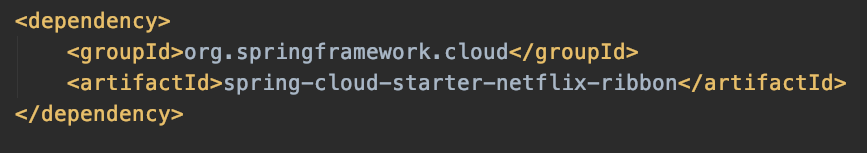 <dependency>
    <groupId>org.springframework.cloud</groupId>
    <artifactId>spring-cloud-starter-netflix-ribbon</artifactId>
</dependency>